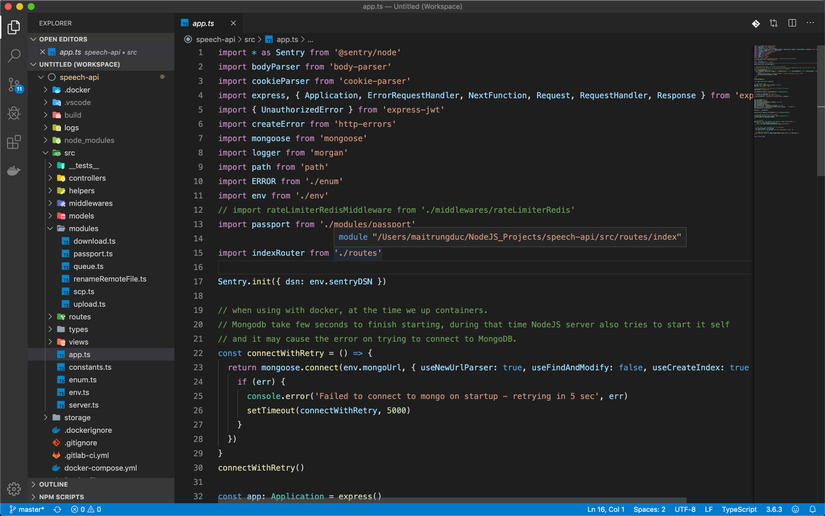 app.ts — Untitled (Workspace)
EXPLORER
OPEN EDITORS
app.ts speech-api • src
UNTITLED (WORKSPACE)
speech-api
.docker
.vscode
build
logs
node_modules
src
__tests__
controllers
helpers
middlewares
models
modules
download.ts
passport.ts
queue.ts
renameRemoteFile.ts
scp.ts
upload.ts
routes
types
views
app.ts
constants.ts
enum.ts
env.ts
server.ts
storage
.dockerignore
.gitignore
.gitlab-ci.yml
docker-compose.yml
OUTLINE
NPM SCRIPTS
11
app.ts
speech-api > src > app.ts > ...
1 import * as Sentry from '@sentry/node'
2 import bodyParser from 'body-parser'
3 import cookieParser from 'cookie-parser'
4 import express, { Application, ErrorRequestHandler, NextFunction, Request, RequestHandler, Response } from 'exp
5 import { UnauthorizedError } from 'express-jwt'
6 import createError from 'http-errors'
7 import mongoose from 'mongoose'
8 import logger from 'morgan'
9 import path from 'path'
10 import ERROR from './enum'
11 import env from './env'
12 // import rateLimiterRedisMiddleware from './middlewares/rateLimiterRedis'
13 import passport from './modules/passport'
14 module "/Users/maitrungduc/NodeJS_Projects/speech-api/src/routes/index"
15 import indexRouter from './routes'
16
17 Sentry.init({ dsn: env.sentryDSN })
18
19 // when using with docker, at the time we up containers.
20 // Mongodb take few seconds to finish starting, during that time NodeJS server also tries to start it self
21 // and it may cause the error on trying to connect to MongoDB.
22 const connectWithRetry = () => {
23 return mongoose.connect(env.mongoUrl, { useNewUrlParser: true, useFindAndModify: false, useCreateIndex: true
24 if (err) {
25 console.error('Failed to connect to mongo on startup - retrying in 5 sec', err)
26 setTimeout(connectWithRetry, 5000)
27 }
28 })
29 }
30 connectWithRetry()
31
32 const app: Application = express()
master* 0 0 Ln 16, Col 1 Spaces: 2 UTF-8 LF TypeScript 3.6.3